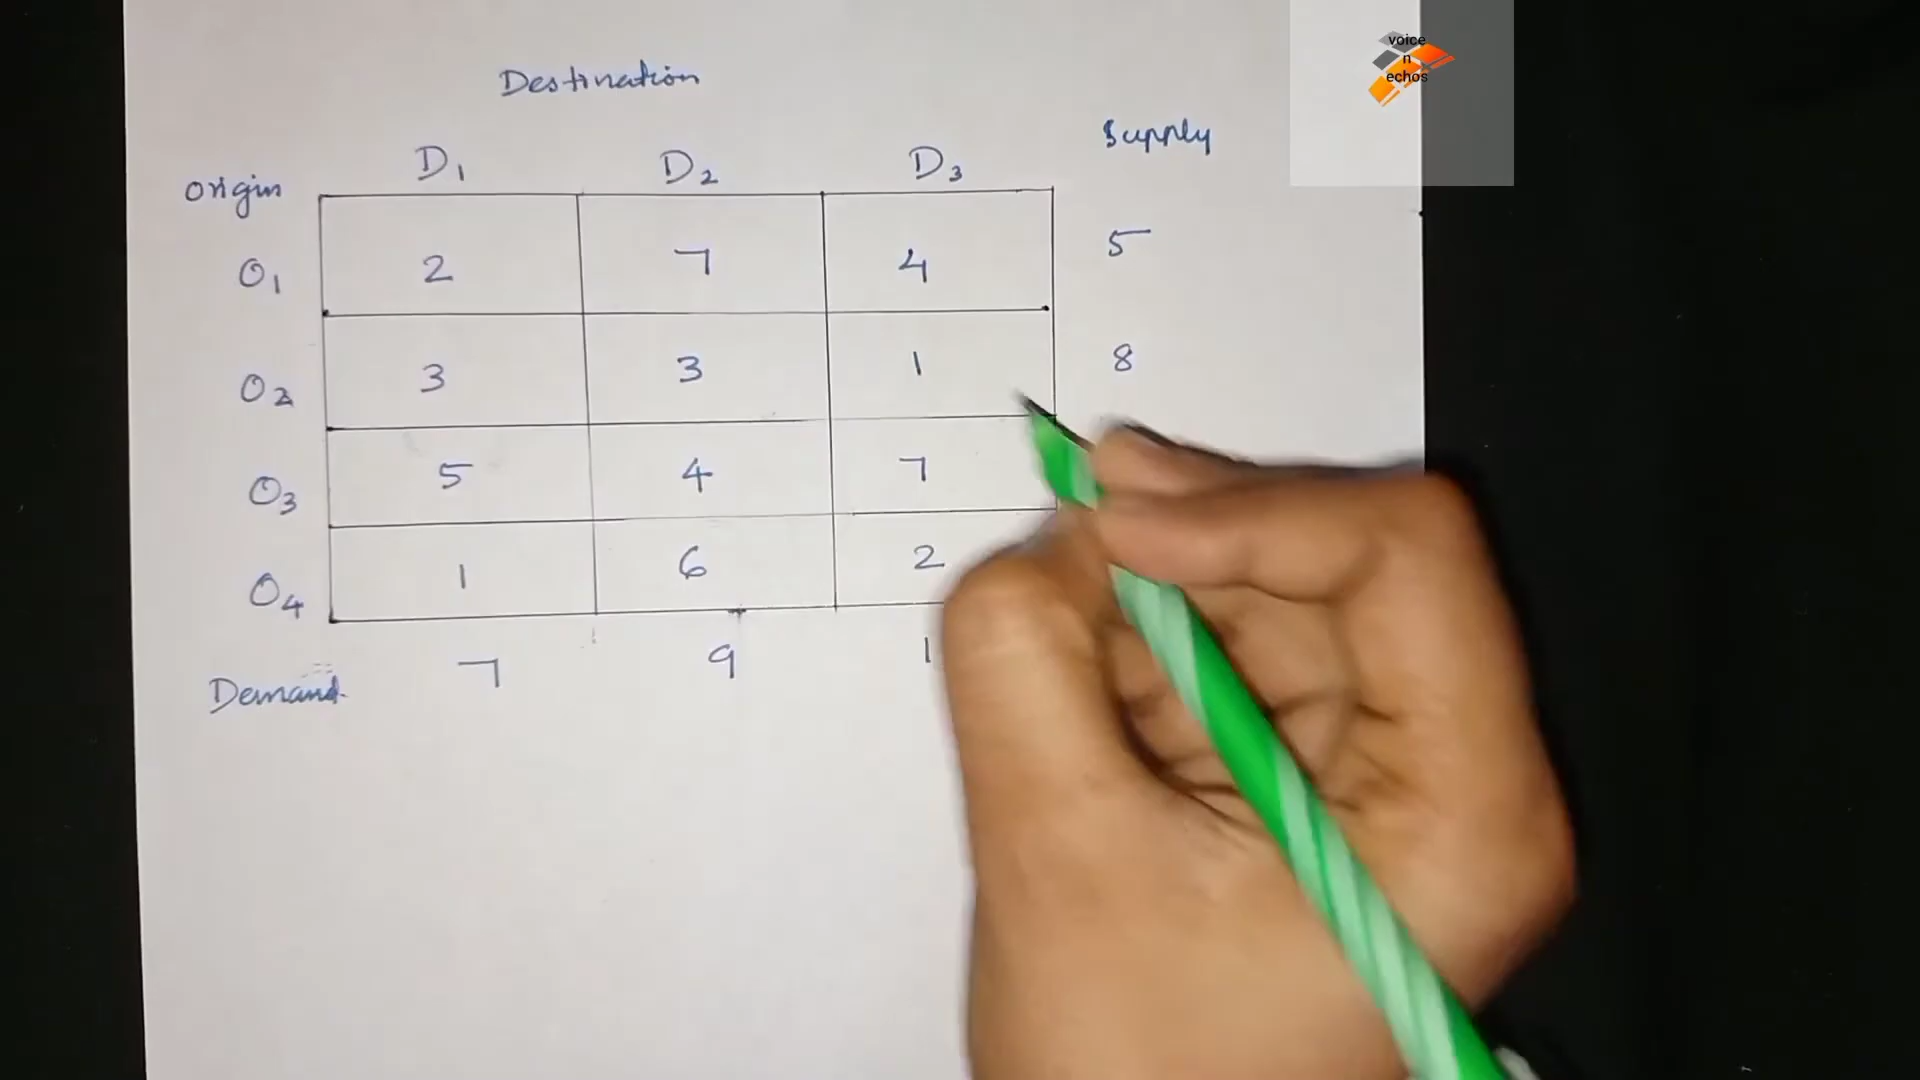 voice
n
echos
Destination
Supply
Origin D1 D2 D3
O1 2 7 4 5
O2 3 3 1 8
O3 5 4 7
O4 1 6 2
Demand 7 9